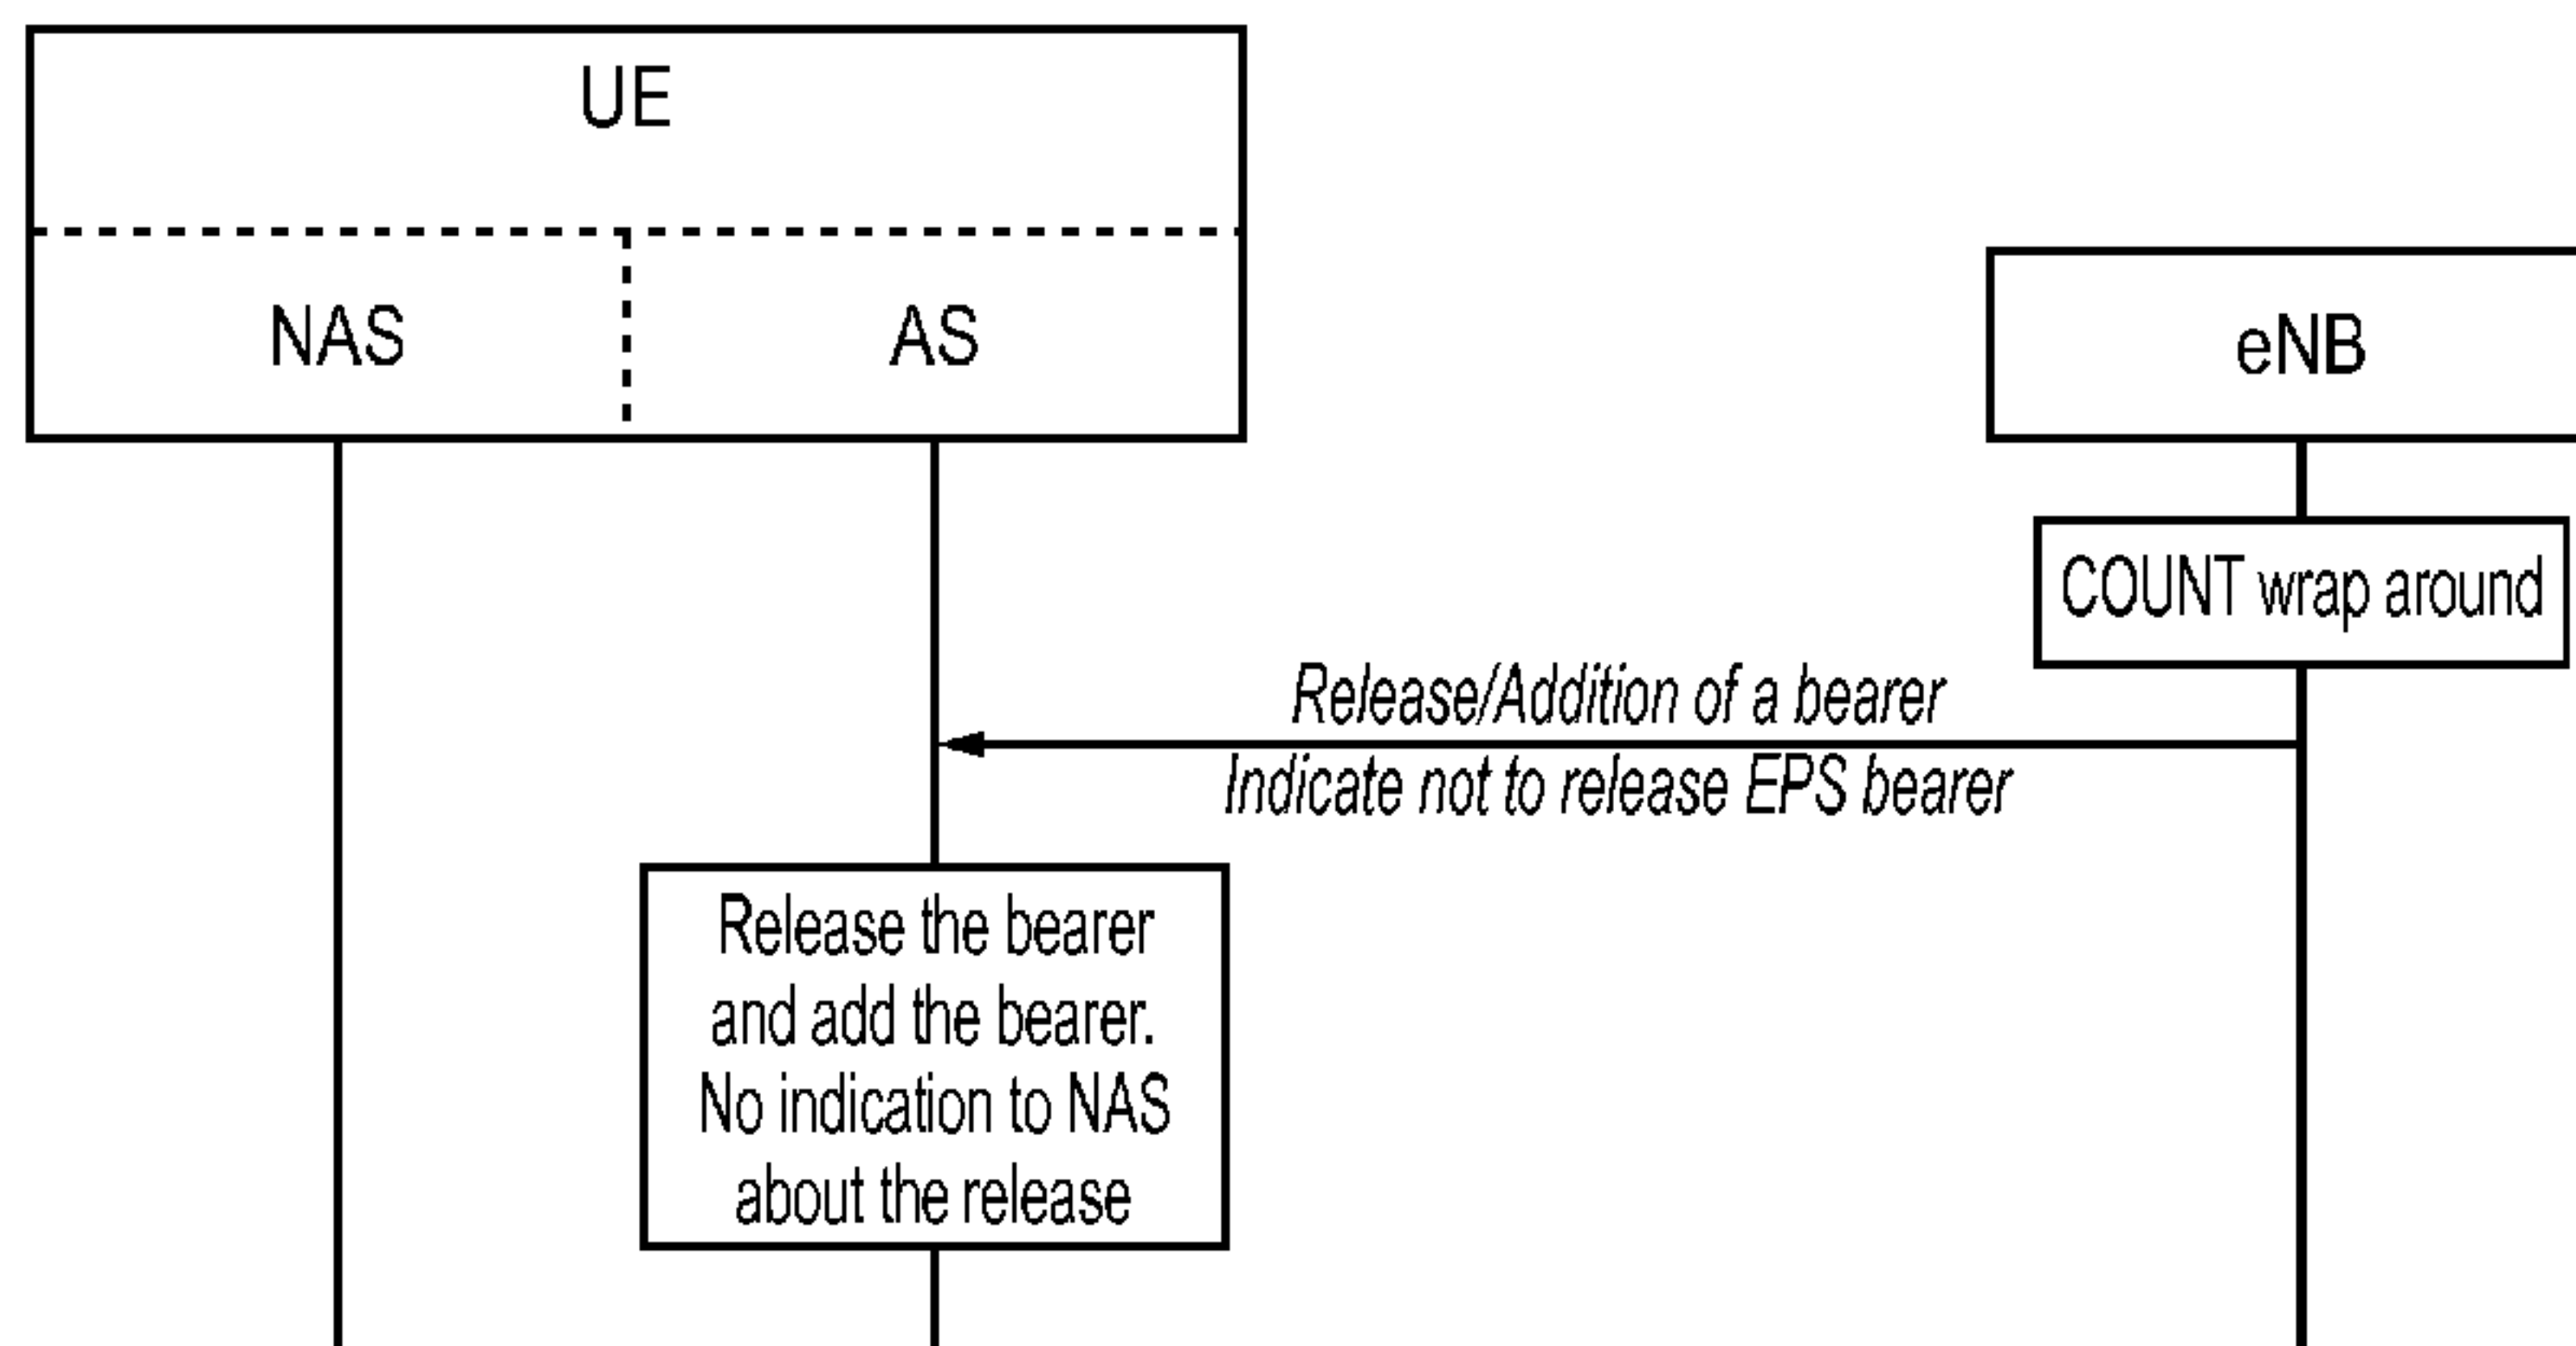 UE
NAS
AS
eNB
COUNT wrap around
Release/Addition of a bearer
Indicate not to release EPS bearer
Release the bearer
and add the bearer.
No indication to NAS
about the release